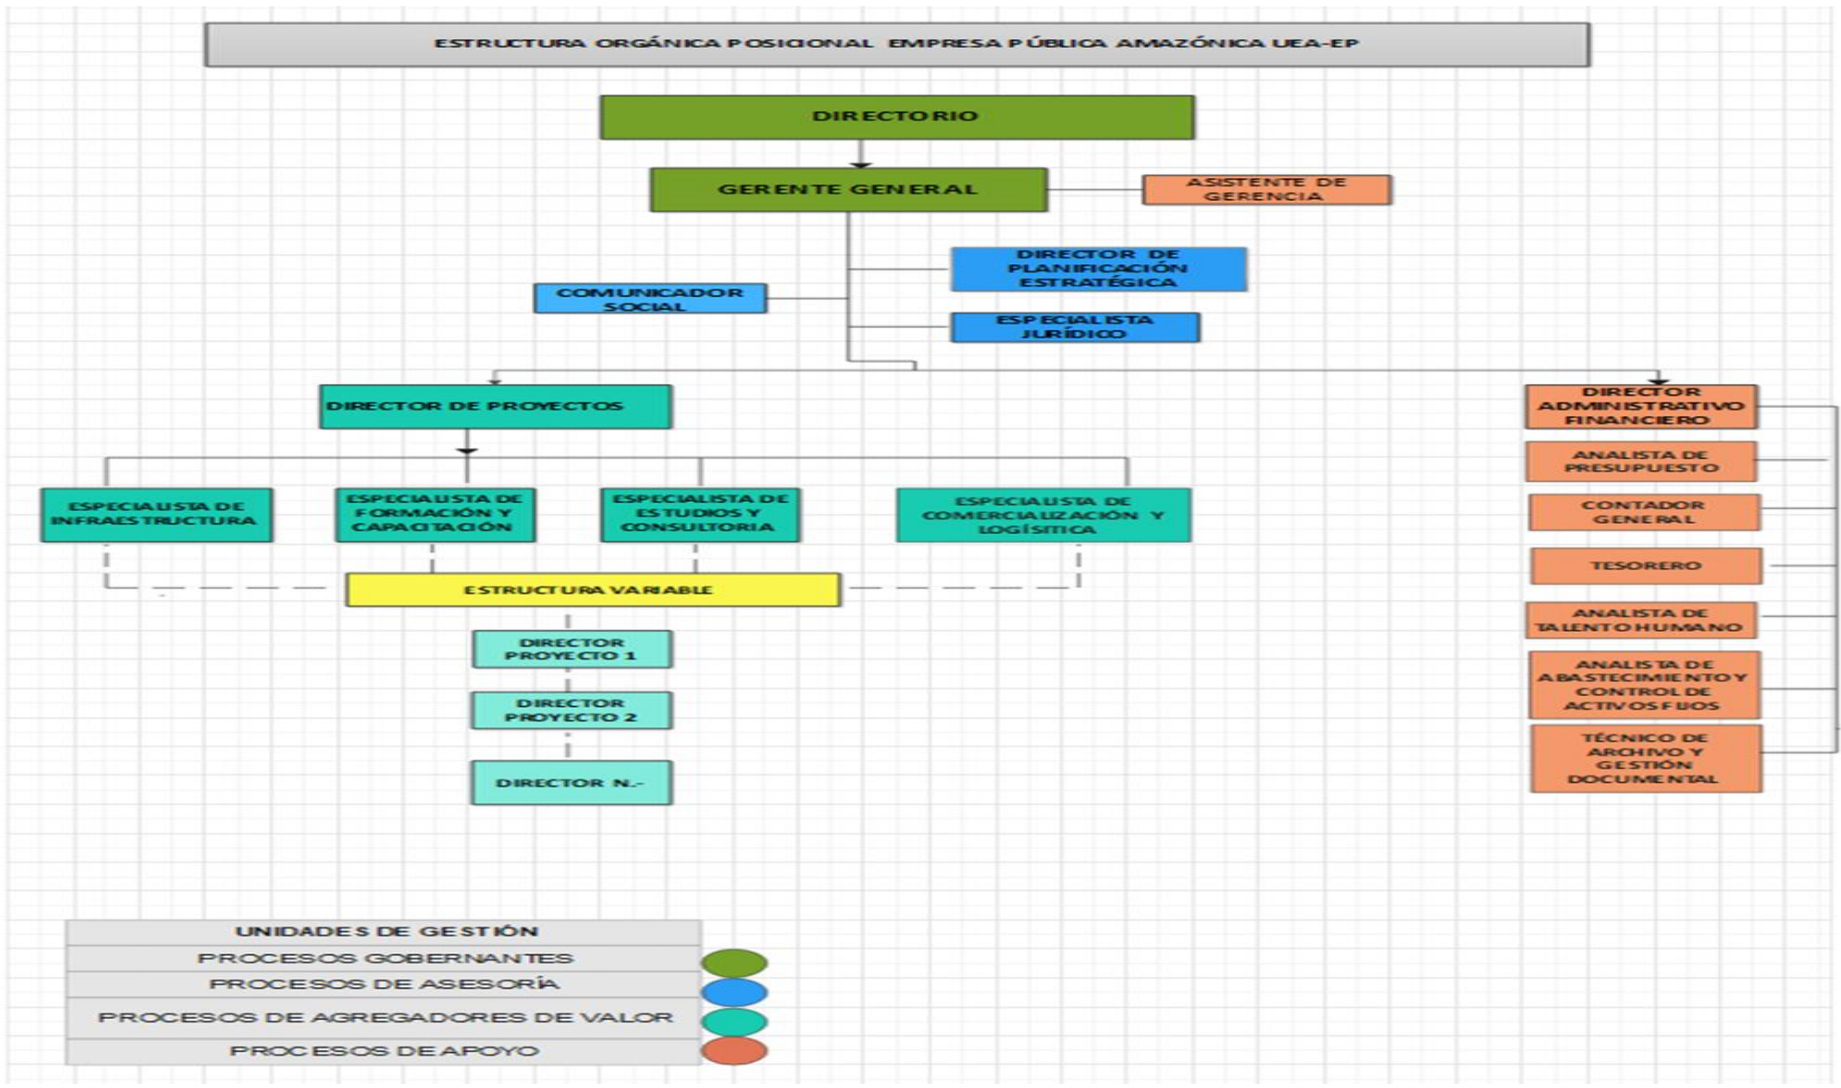 ESTRUCTURA ORGÁNICA POSICIONAL EMPRESA PÚBLICA AMAZÓNICA UEA-EP
DIRECTORIO
GERENTE GENERAL
ASISTENTE DE
GERENCIA
DIRECTOR DE
PLANIFICACIÓN
ESTRATÉGICA
COMUNICADOR
SOCIAL
ESPECIALISTA
JURÍDICO
DIRECTOR DE PROYECTOS
DIRECTOR
ADMINISTRATIVO
FINANCIERO
ANALISTA DE
PRESUPUESTO
CONTADOR
GENERAL
TESORERO
ANALISTA DE
TALENTO HUMANO
ANALISTA DE
ABASTECIMIENTO Y
CONTROL DE
ACTIVOS FIJOS
TÉCNICO DE
ARCHIVO Y
GESTIÓN
DOCUMENTAL
ESPECIALISTA DE
INFRAESTRUCTURA
ESPECIALISTA DE
FORMACIÓN Y
CAPACITACIÓN
ESPECIALISTA DE
ESTUDIOS Y
CONSULTORIA
ESPECIALISTA DE
COMERCIALIZACIÓN Y
LOGÍSITICA
ESTRUCTURA VARIABLE
DIRECTOR
PROYECTO 1
DIRECTOR
PROYECTO 2
DIRECTOR N.-
UNIDADES DE GESTIÓN
PROCESOS GOBERNANTES
PROCESOS DE ASESORÍA
PROCESOS DE AGREGADORES DE VALOR
PROCESOS DE APOYO